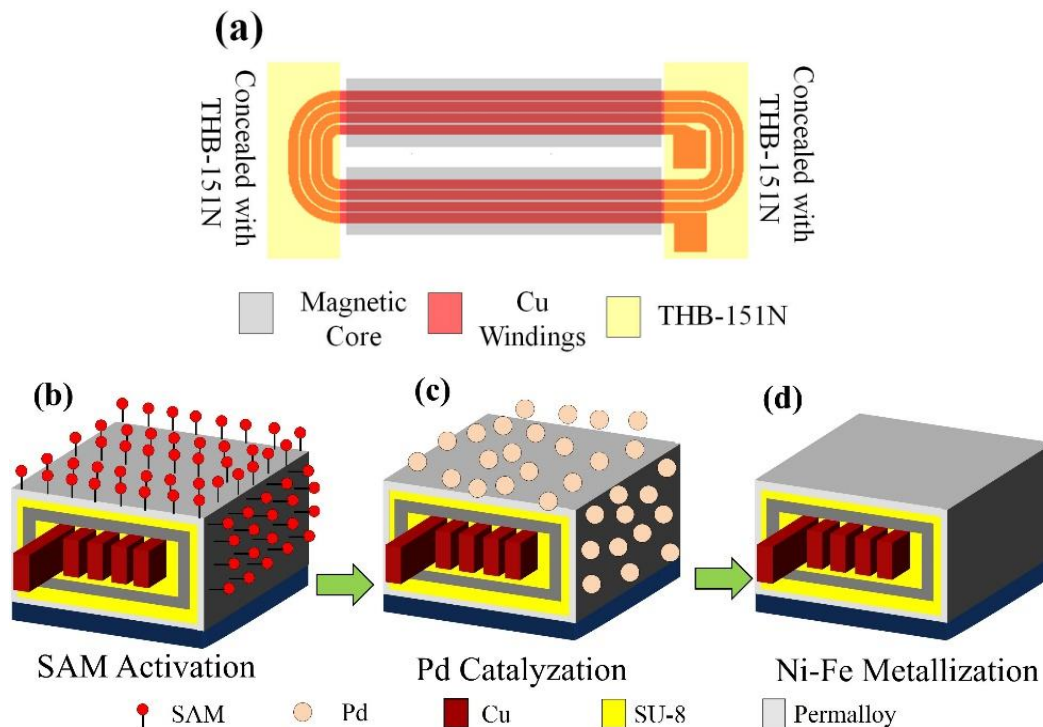 (a)
Concealed with
THB-151N
Concealed with
THB-151N
Magnetic
Core
Cu
Windings
THB-151N
(b)
(c)
(d)
SAM Activation
Pd Catalyzation
Ni-Fe Metallization
SAM
Pd
Cu
SU-8
Permalloy